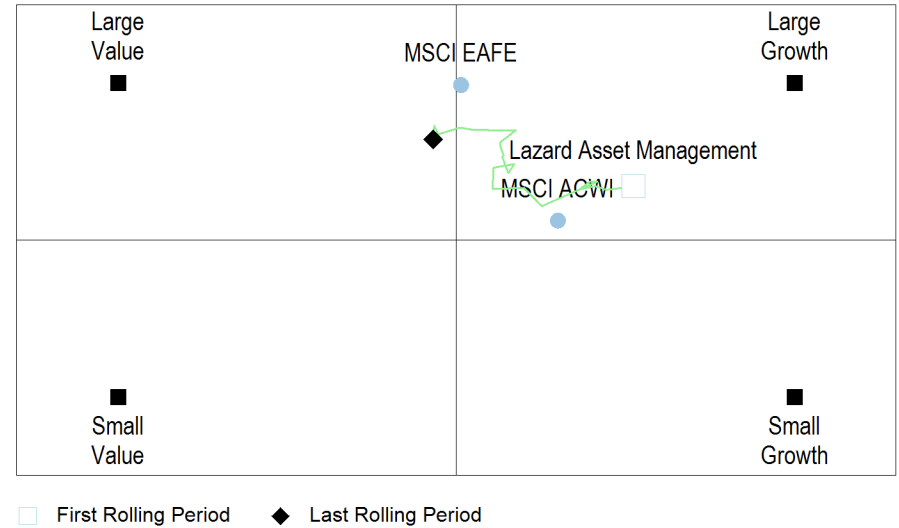 Large
Value
MSCI EAFE
Large
Growth
Lazard Asset Management
MSCI ACWI
Small
Value
Small
Growth
First Rolling Period
Last Rolling Period